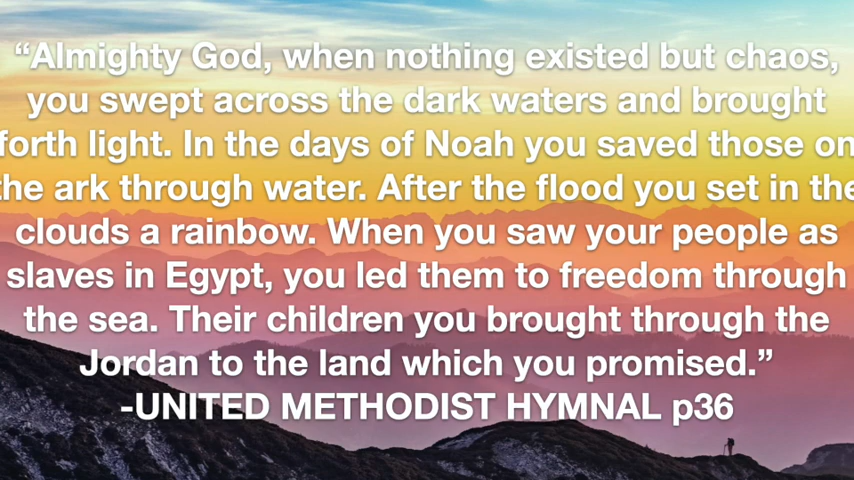 “Almighty God, when nothing existed but chaos,
you swept across the dark waters and brought
forth light. In the days of Noah you saved those on
the ark through water. After the flood you set in the
clouds a rainbow. When you saw your people as
slaves in Egypt, you led them to freedom through
the sea. Their children you brought through the
Jordan to the land which you promised.”
-UNITED METHODIST HYMNAL p36